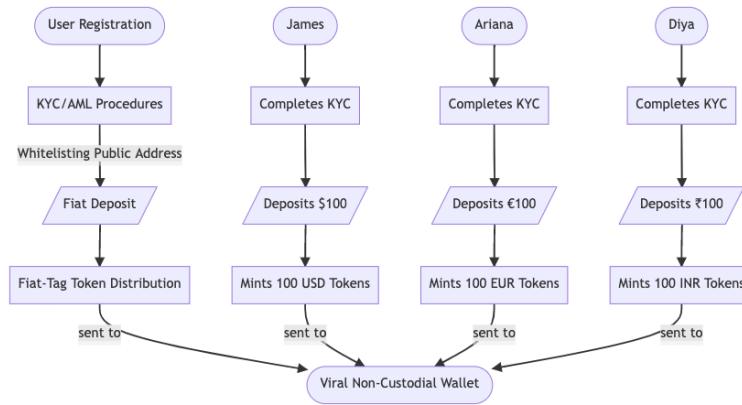 User Registration
James
Ariana
Diya
KYC/AML Procedures
Completes KYC
Completes KYC
Completes KYC
Whitelisting Public Address
Fiat Deposit
Deposits $100
Deposits €100
Deposits ₹100
Fiat-Tag Token Distribution
Mints 100 USD Tokens
Mints 100 EUR Tokens
Mints 100 INR Tokens
sent to
sent to
sent to
sent to
Viral Non-Custodial Wallet